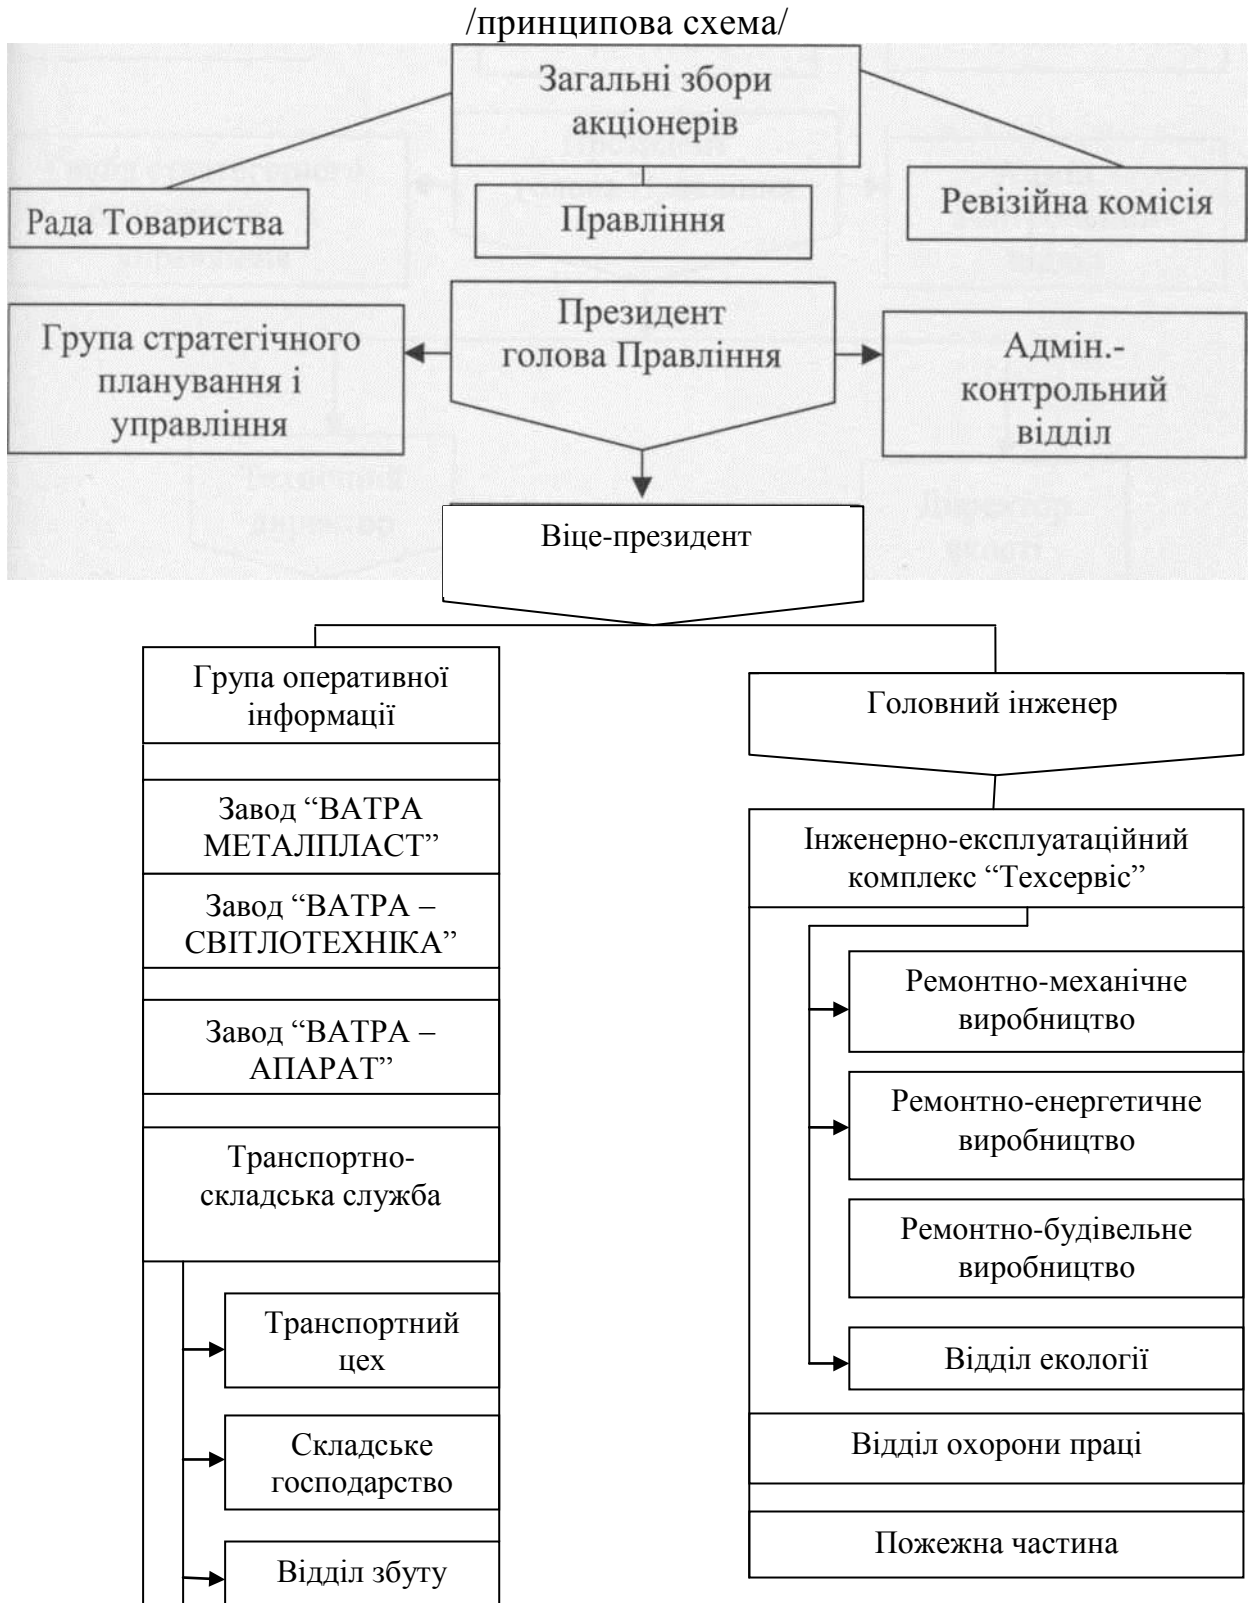 /принципова схема/
Загальні збори
акціонерів
Рада Товариства
Правління
Ревізійна комісія
Група стратегічного
планування і
управління
Президент
голова Правління
Адмін.-
контрольний
відділ
Віце-президент
Група оперативної
інформації
Завод “ВАТРА
МЕТАЛПЛАСТ”
Завод “ВАТРА –
СВІТЛОТЕХНІКА”
Завод “ВАТРА –
АПАРАТ”
Транспортно-
складська служба
Транспортний
цех
Складське
господарство
Відділ збуту
Головний інженер
Інженерно-експлуатаційний
комплекс “Техсервіс”
Ремонтно-механічне
виробництво
Ремонтно-енергетичне
виробництво
Ремонтно-будівельне
виробництво
Відділ екології
Відділ охорони праці
Пожежна частина